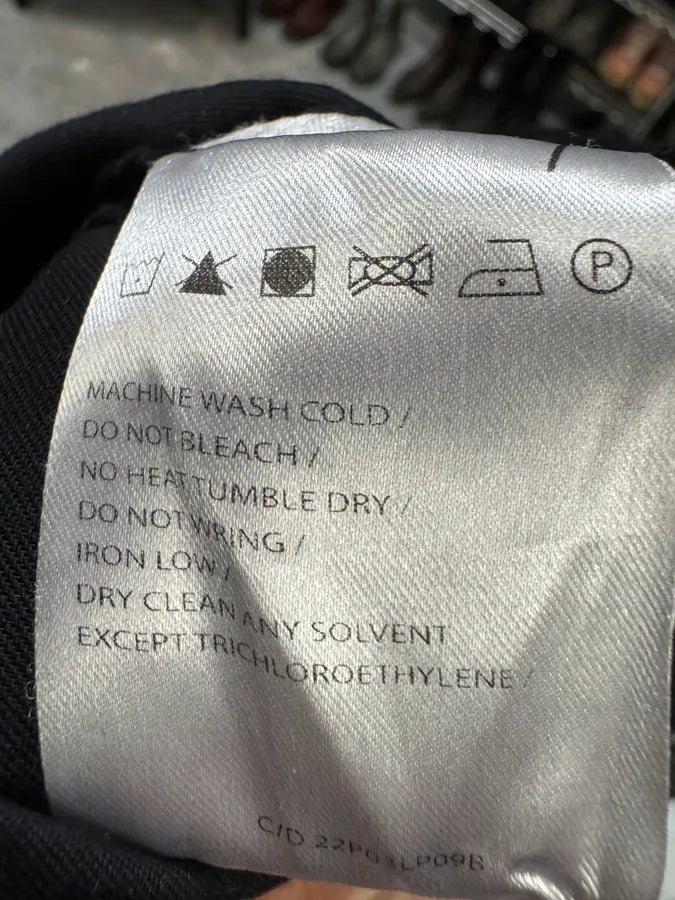 P
MACHINE WASH COLD /
DO NOT BLEACH /
NO HEAT TUMBLE DRY /
DO NOT WRING /
IRON LOW /
DRY CLEAN ANY SOLVENT
EXCEPT TRICHLOROETHYLENE /
C/D